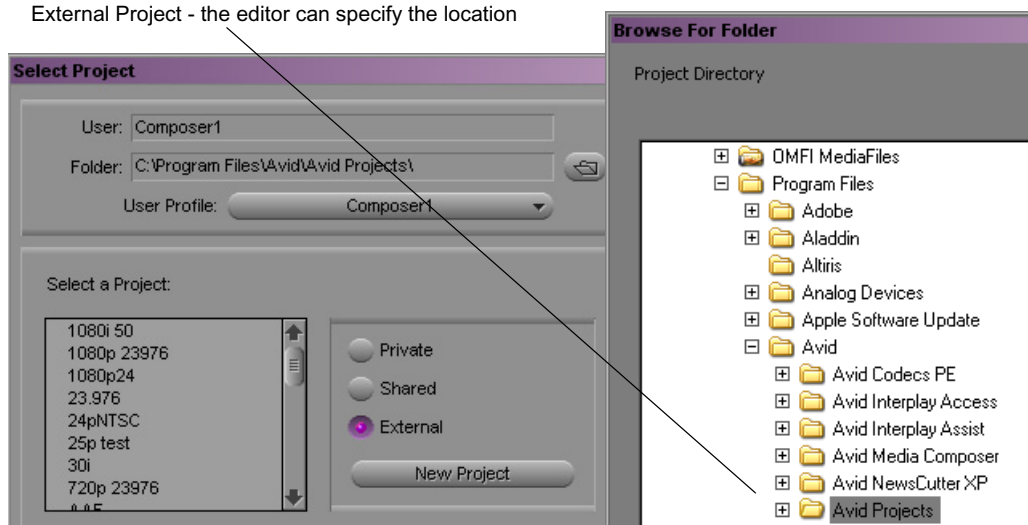 External Project - the editor can specify the location
Select Project
User: Composer1
Folder: C:\Program Files\Avid\Avid Projects\
User Profile: Composer1
Select a Project:
1080i 50
1080p 23976
1080p24
23.976
24pNTSC
25p test
30i
720p 23976
Private
Shared
External
New Project
Browse For Folder
Project Directory
OMFI MediaFiles
Program Files
Adobe
Aladdin
Altiris
Analog Devices
Apple Software Update
Avid
Avid Codecs PE
Avid Interplay Access
Avid Interplay Assist
Avid Media Composer
Avid NewsCutter XP
Avid Projects